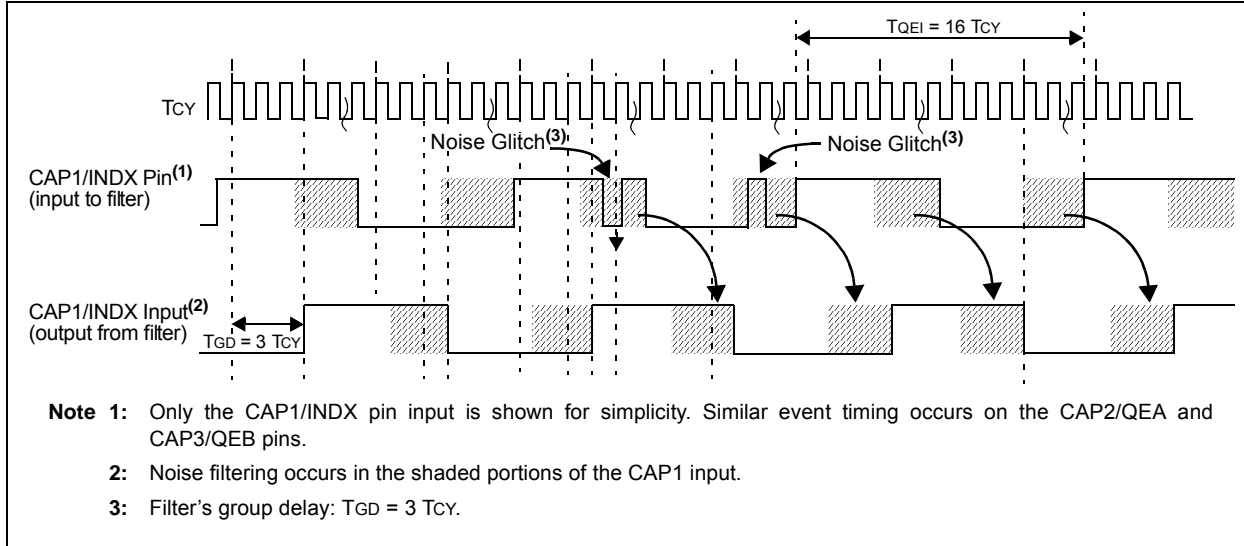 TQEI = 16 TCY
TCY
Noise Glitch(3)
Noise Glitch(3)
CAP1/INDX Pin(1)
(input to filter)
CAP1/INDX Input(2)
(output from filter)
TGD = 3 TCY
Note 1: Only the CAP1/INDX pin input is shown for simplicity. Similar event timing occurs on the CAP2/QEA and
CAP3/QEB pins.
2: Noise filtering occurs in the shaded portions of the CAP1 input.
3: Filter's group delay: TGD = 3 TCY.